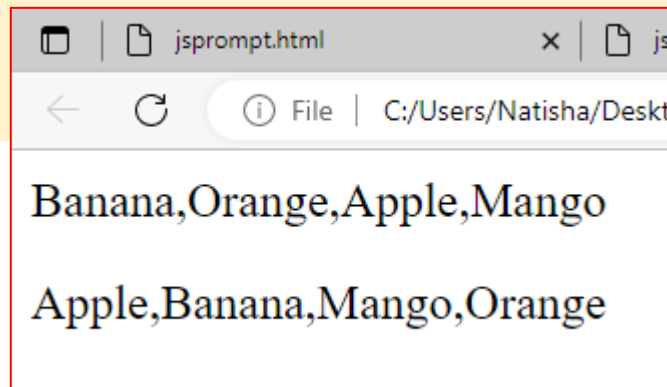 jsprompt.html
js
File
C:/Users/Natisha/Deskt
Banana,Orange,Apple,Mango
Apple,Banana,Mango,Orange